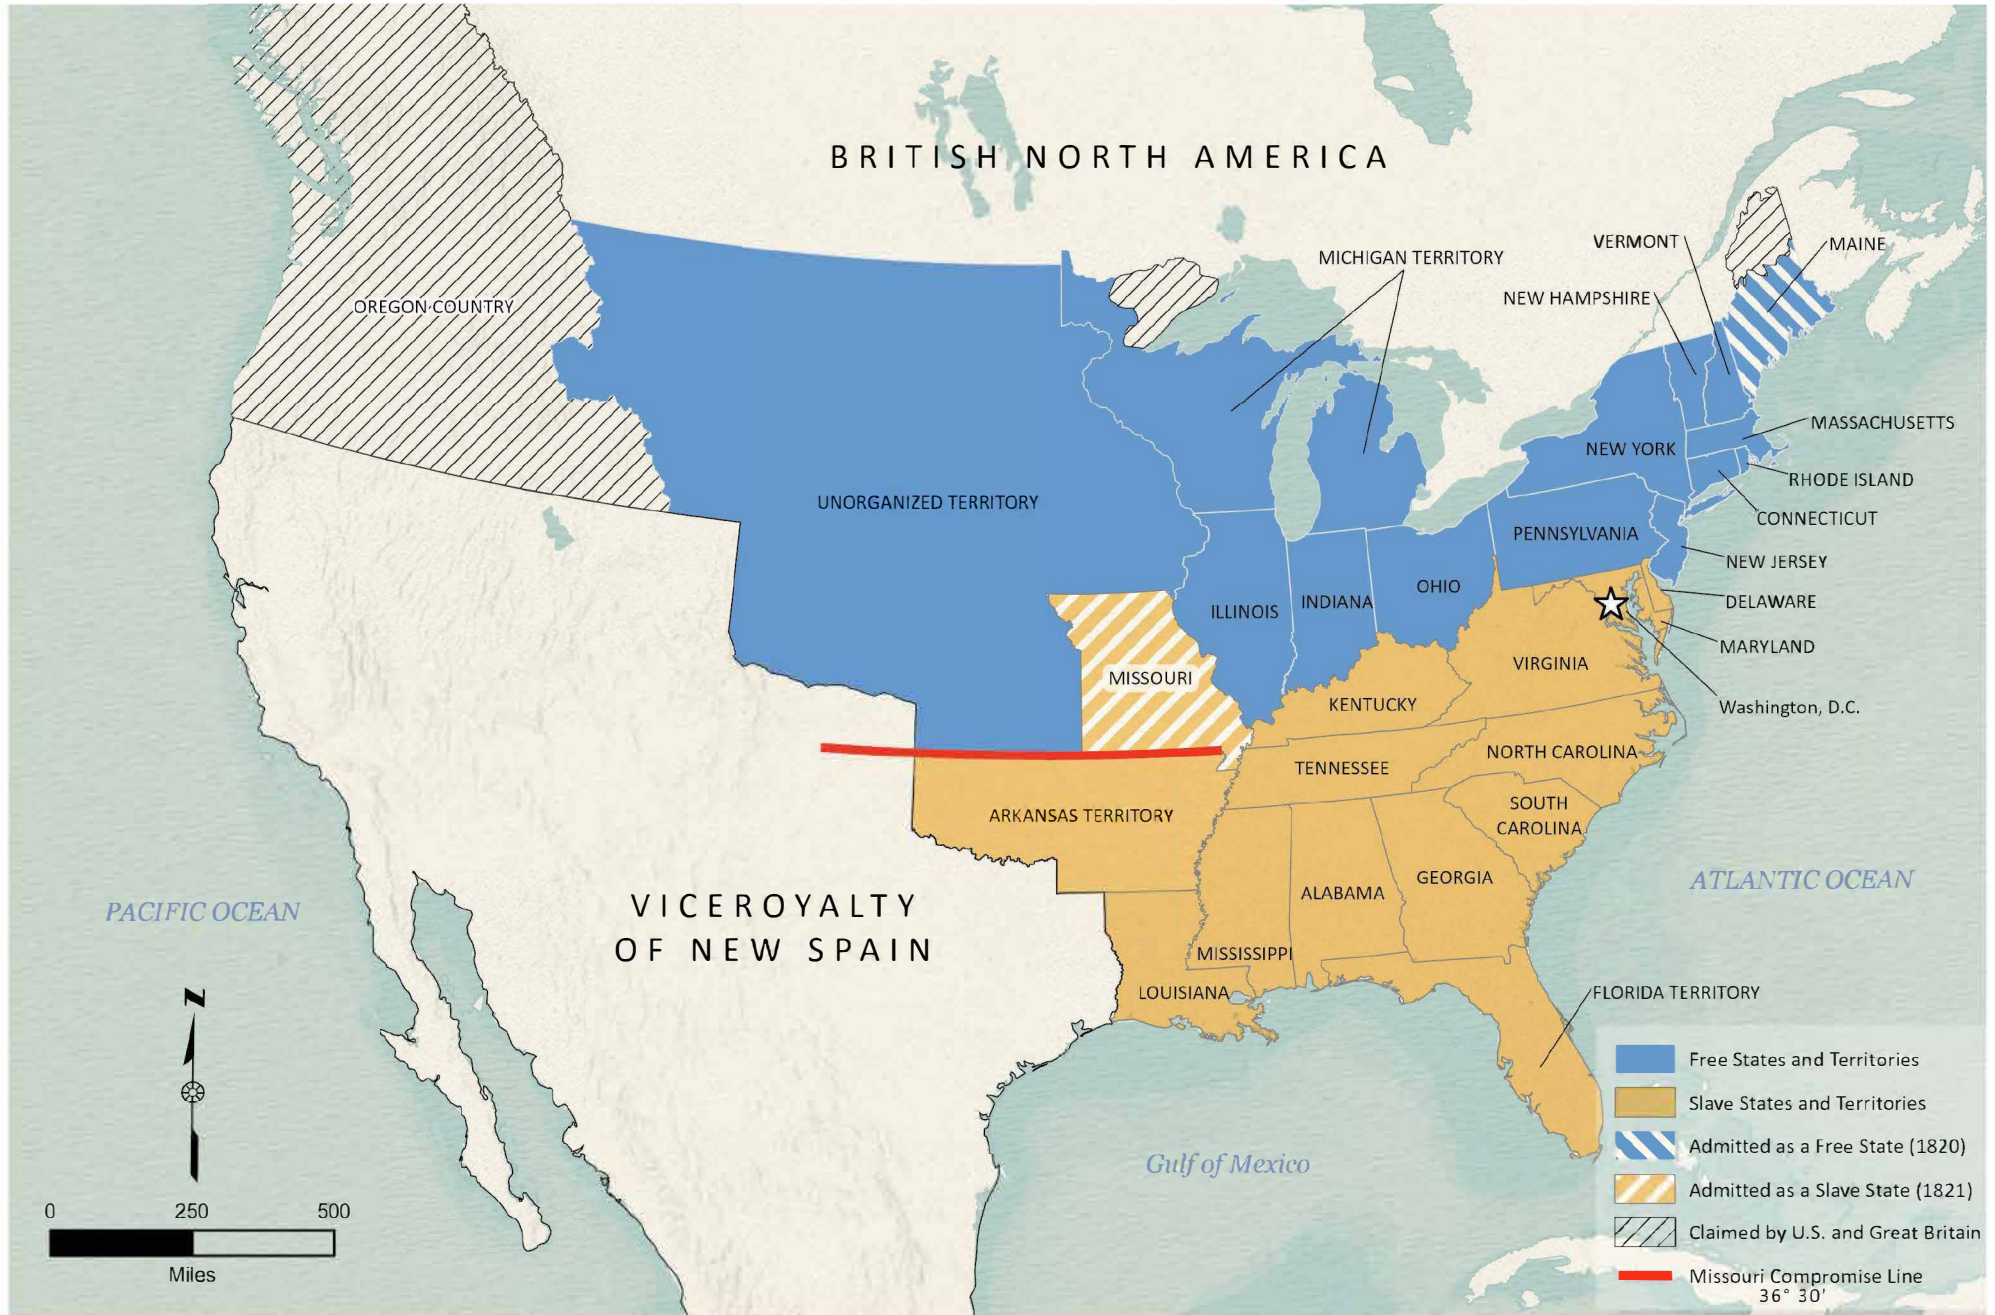 BRITISH NORTH AMERICA
VERMONT
MAINE
MICHIGAN TERRITORY
NEW HAMPSHIRE
OREGON COUNTRY
MASSACHUSETTS
NEW YORK
RHODE ISLAND
UNORGANIZED TERRITORY
CONNECTICUT
PENNSYLVANIA
NEW JERSEY
OHIO
INDIANA
ILLINOIS
DELAWARE
MARYLAND
VIRGINIA
MISSOURI
KENTUCKY
Washington, D.C.
NORTH CAROLINA
TENNESSEE
SOUTH
CAROLINA
ARKANSAS TERRITORY
GEORGIA
ALABAMA
ATLANTIC OCEAN
PACIFIC OCEAN
VICEROYALTY
OF NEW SPAIN
MISSISSIPPI
LOUISIANA
FLORIDA TERRITORY
N
Gulf of Mexico
0 250 500
Miles
Free States and Territories
Slave States and Territories
Admitted as a Free State (1820)
Admitted as a Slave State (1821)
Claimed by U.S. and Great Britain
Missouri Compromise Line
36° 30'